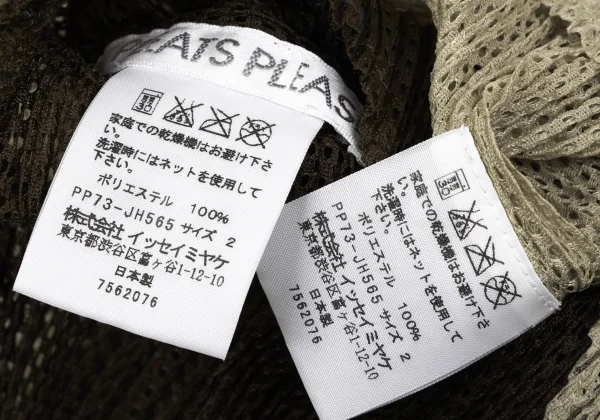 PLEATS PLEAS
家庭での乾燥機はお避け下さ
い。
洗濯時にはネットを使用して
下さい。
ポリエステル 100%
PP73-JH565 サイズ 2
株式会社 イッセイミヤケ
東京都渋谷区富ヶ谷1-12-10
日本製
7562076
家庭での乾燥機はお避け下さ
い。
洗濯時にはネットを使用して
下さい。
ポリエステル 100%
PP73-JH565 サイズ 2
株式会社 イッセイミヤケ
東京都渋谷区富ヶ谷1-12-10
日本製
7562076